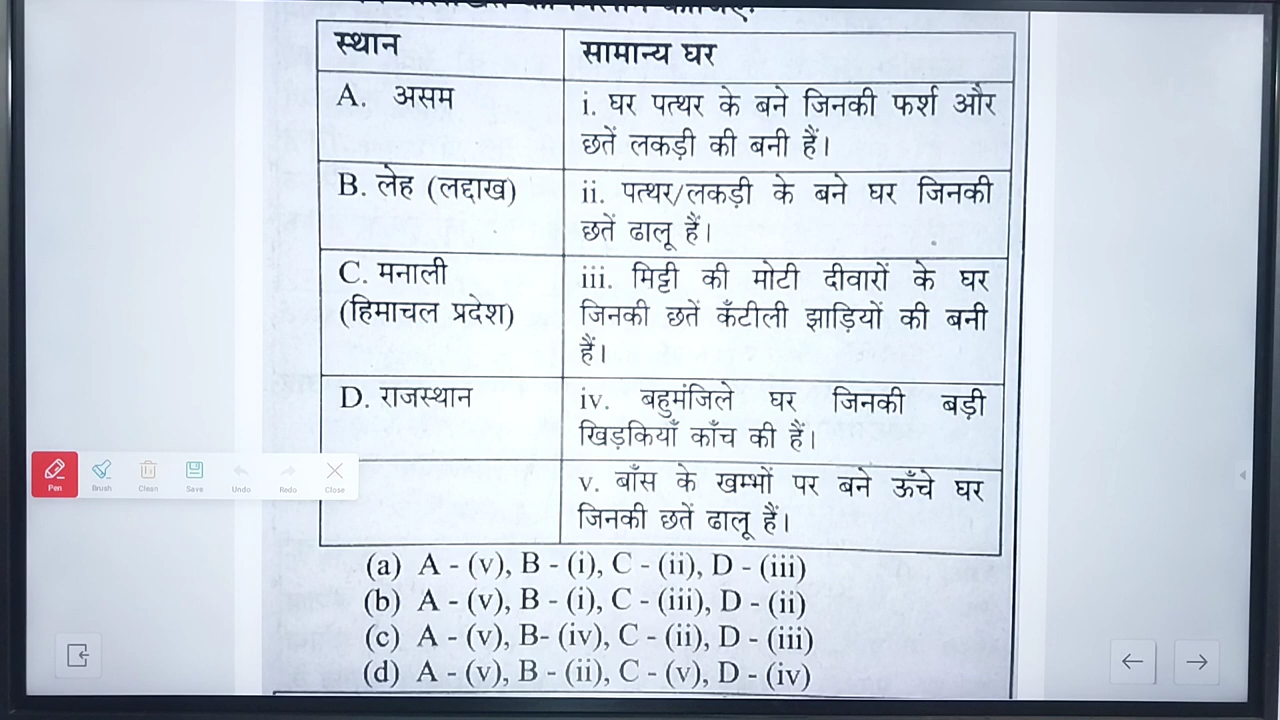 स्थान
सामान्य घर
A. असम
i. घर पत्थर के बने जिनकी फर्श और
छतें लकड़ी की बनी हैं।
B. लेह (लद्दाख)
ii. पत्थर/लकड़ी के बने घर जिनकी
छतें ढालू हैं।
C. मनाली
(हिमाचल प्रदेश)
iii. मिट्टी की मोटी दीवारों के घर
जिनकी छतें कँटीली झाड़ियों की बनी
हैं।
D. राजस्थान
iv. बहुमंजिले घर जिनकी बड़ी
खिड़कियाँ काँच की हैं।
v. बाँस के खम्भों पर बने ऊँचे घर
जिनकी छतें ढालू हैं।
(a) A - (v), B - (i), C - (ii), D - (iii)
(b) A - (v), B - (i), C - (iii), D - (ii)
(c) A - (v), B- (iv), C - (ii), D - (iii)
(d) A - (v), B - (ii), C - (v), D - (iv)
Pen Brush Clean Save Undo Redo Close